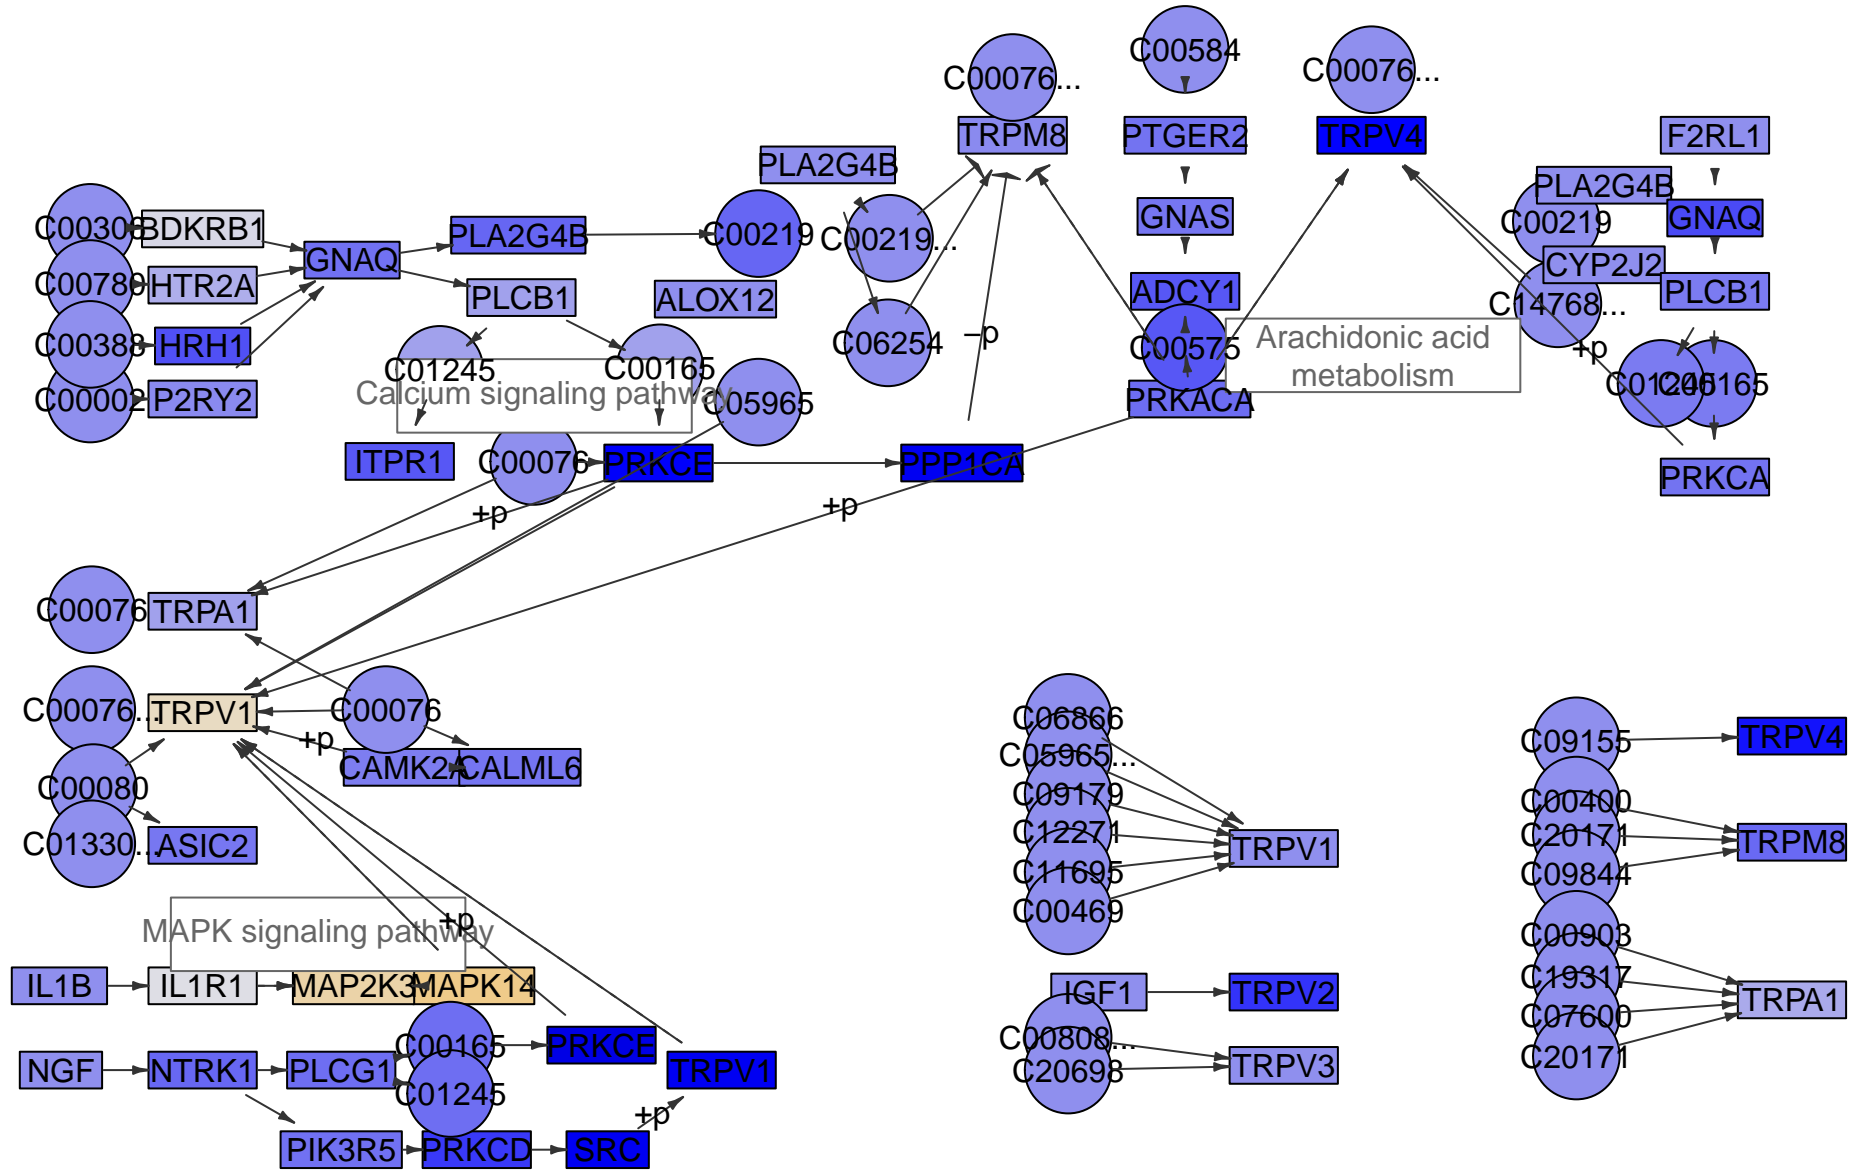 C00584
C00076...
C00076...
TRPM8
PTGER2
TRPV4
F2RL1
PLA2G4B
PLA2G4B
C00308
BDKRB1
PLA2G4B
C00219
C00219...
GNAS
C00219
GNAQ
GNAQ
C00780
HTR2A
PLCB1
ALOX12
ADCY1
CYP2J2
PLCB1
C14768...
C00388
HRH1
C01245
C00165
C06254
−p
C00575
Arachidonic acid
metabolism
+p
C00002
P2RY2
Calcium signaling pathway
C05965
PRKACA
C01245
C00165
ITPR1
C00076
PRKCE
PPP1CA
PRKCA
+p
+p
C00076
TRPA1
C00076...
TRPV1
C00076
C06866
+p
C05965...
C09155
TRPV4
CAMK2A
CALML6
C00080
C09179
C00400
C01330...
ASIC2
C12271
TRPV1
C20171
TRPM8
C11695
C09844
C00469
+p
MAPK signaling pathway
C00903
IL1B
IL1R1
MAP2K3
MAPK14
IGF1
TRPV2
C19317
TRPA1
C07600
C00165
PRKCE
C00808...
C20171
NGF
NTRK1
PLCG1
TRPV1
C20698
TRPV3
C01245
+p
PIK3R5
PRKCD
SRC